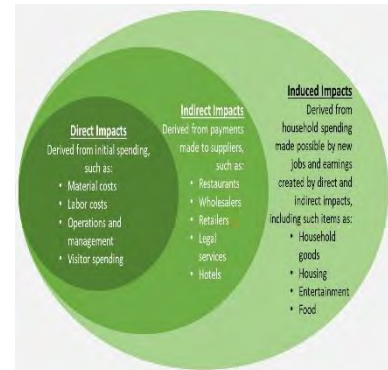 Direct Impacts
Derived from initial spending,
such as:
• Material costs
• Labor costs
• Operations and
management
• Visitor spending
Indirect Impacts
Derived from payments
made to suppliers,
such as:
• Restaurants
• Wholesalers
• Retailers
• Legal
services
• Hotels
Induced Impacts
Derived from
household spending
made possible by new
jobs and earnings
created by direct and
indirect impacts,
including such items as:
• Household
goods
• Housing
• Entertainment
• Food